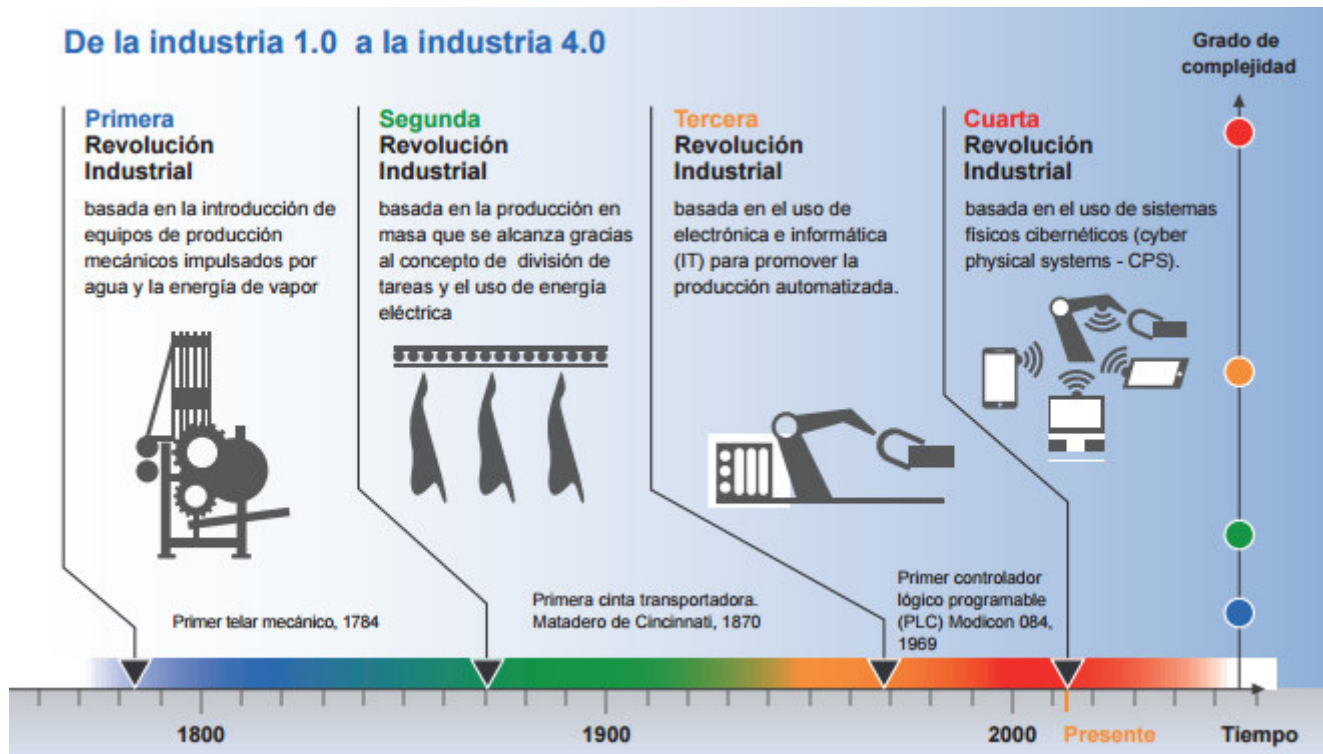 De la industria 1.0 a la industria 4.0
Grado de
complejidad
Primera
Revolución
Industrial
basada en la introducción de
equipos de producción
mecánicos impulsados por
agua y la energía de vapor
Segunda
Revolución
Industrial
basada en la producción en
masa que se alcanza gracias
al concepto de división de
tareas y el uso de energía
eléctrica
Tercera
Revolución
Industrial
basada en el uso de
electrónica e informática
(IT) para promover la
producción automatizada.
Cuarta
Revolución
Industrial
basada en el uso de sistemas
físicos cibernéticos (cyber
physical systems - CPS).
Primer telar mecánico, 1784
Primera cinta transportadora.
Matadero de Cincinnati, 1870
Primer controlador
lógico programable
(PLC) Modicon 084,
1969
1800
1900
2000
Presente
Tiempo